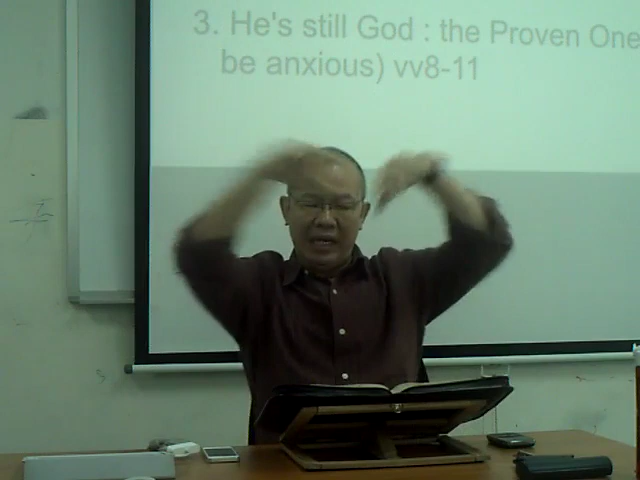 3. He's still God : the Proven One
be anxious) vv8-11